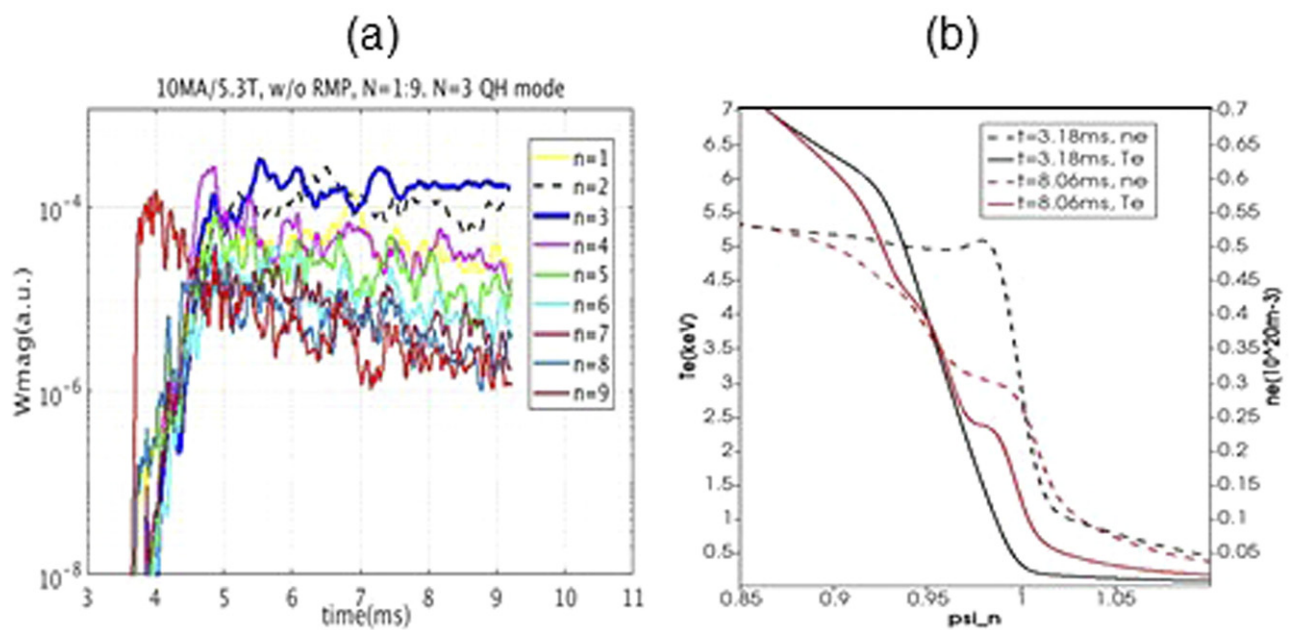 (a)
10MA/5.3T, w/o RMP, N=1:9. N=3 QH mode
Wmag(a.u.)
10^-4
10^-6
10^-8
3 4 5 6 7 8 9 10 11
time(ms)
n=1
n=2
n=3
n=4
n=5
n=6
n=7
n=8
n=9
(b)
Te(keV)
7
6.5
6
5.5
5
4.5
4
3.5
3
2.5
2
1.5
1
0.5
t=3.18ms, ne
t=3.18ms, Te
t=8.06ms, ne
t=8.06ms, Te
0.7
0.65
0.6
0.55
0.5
0.45
0.4
0.35
0.3
0.25
0.2
0.15
0.1
0.05
ne(10^20m-3)
0.85 0.9 0.95 1 1.05
psi_n